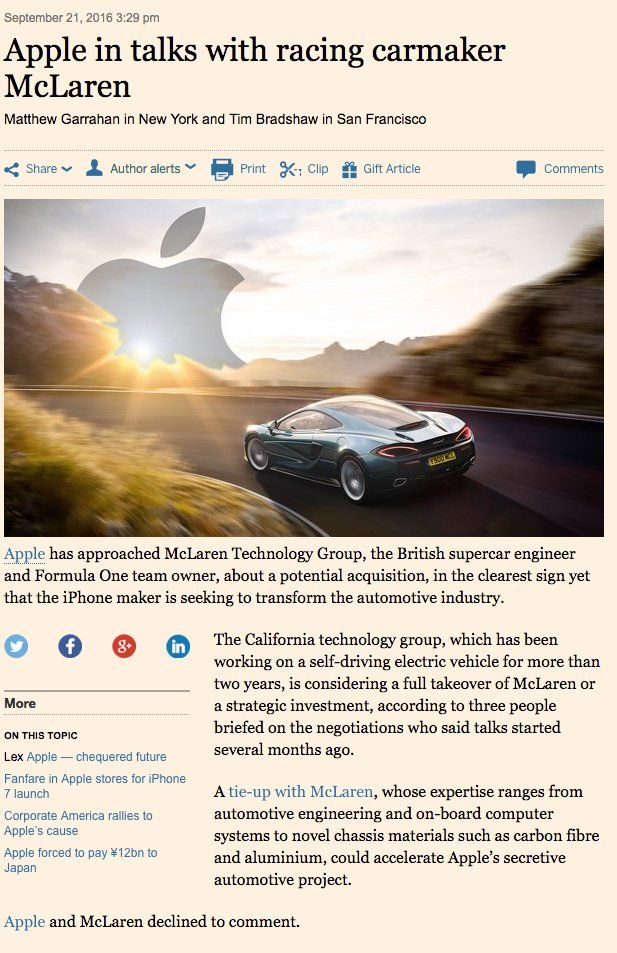 September 21, 2016 3:29 pm
Apple in talks with racing carmaker
McLaren
Matthew Garrahan in New York and Tim Bradshaw in San Francisco
Share Author alerts Print Clip Gift Article Comments
Y900 MCL
Apple has approached McLaren Technology Group, the British supercar engineer
and Formula One team owner, about a potential acquisition, in the clearest sign yet
that the iPhone maker is seeking to transform the automotive industry.
The California technology group, which has been
working on a self-driving electric vehicle for more than
two years, is considering a full takeover of McLaren or
a strategic investment, according to three people
briefed on the negotiations who said talks started
several months ago.
A tie-up with McLaren, whose expertise ranges from
automotive engineering and on-board computer
systems to novel chassis materials such as carbon fibre
and aluminium, could accelerate Apple’s secretive
automotive project.
More
ON THIS TOPIC
Lex Apple — chequered future
Fanfare in Apple stores for iPhone
7 launch
Corporate America rallies to
Apple’s cause
Apple forced to pay ¥12bn to
Japan
Apple and McLaren declined to comment.